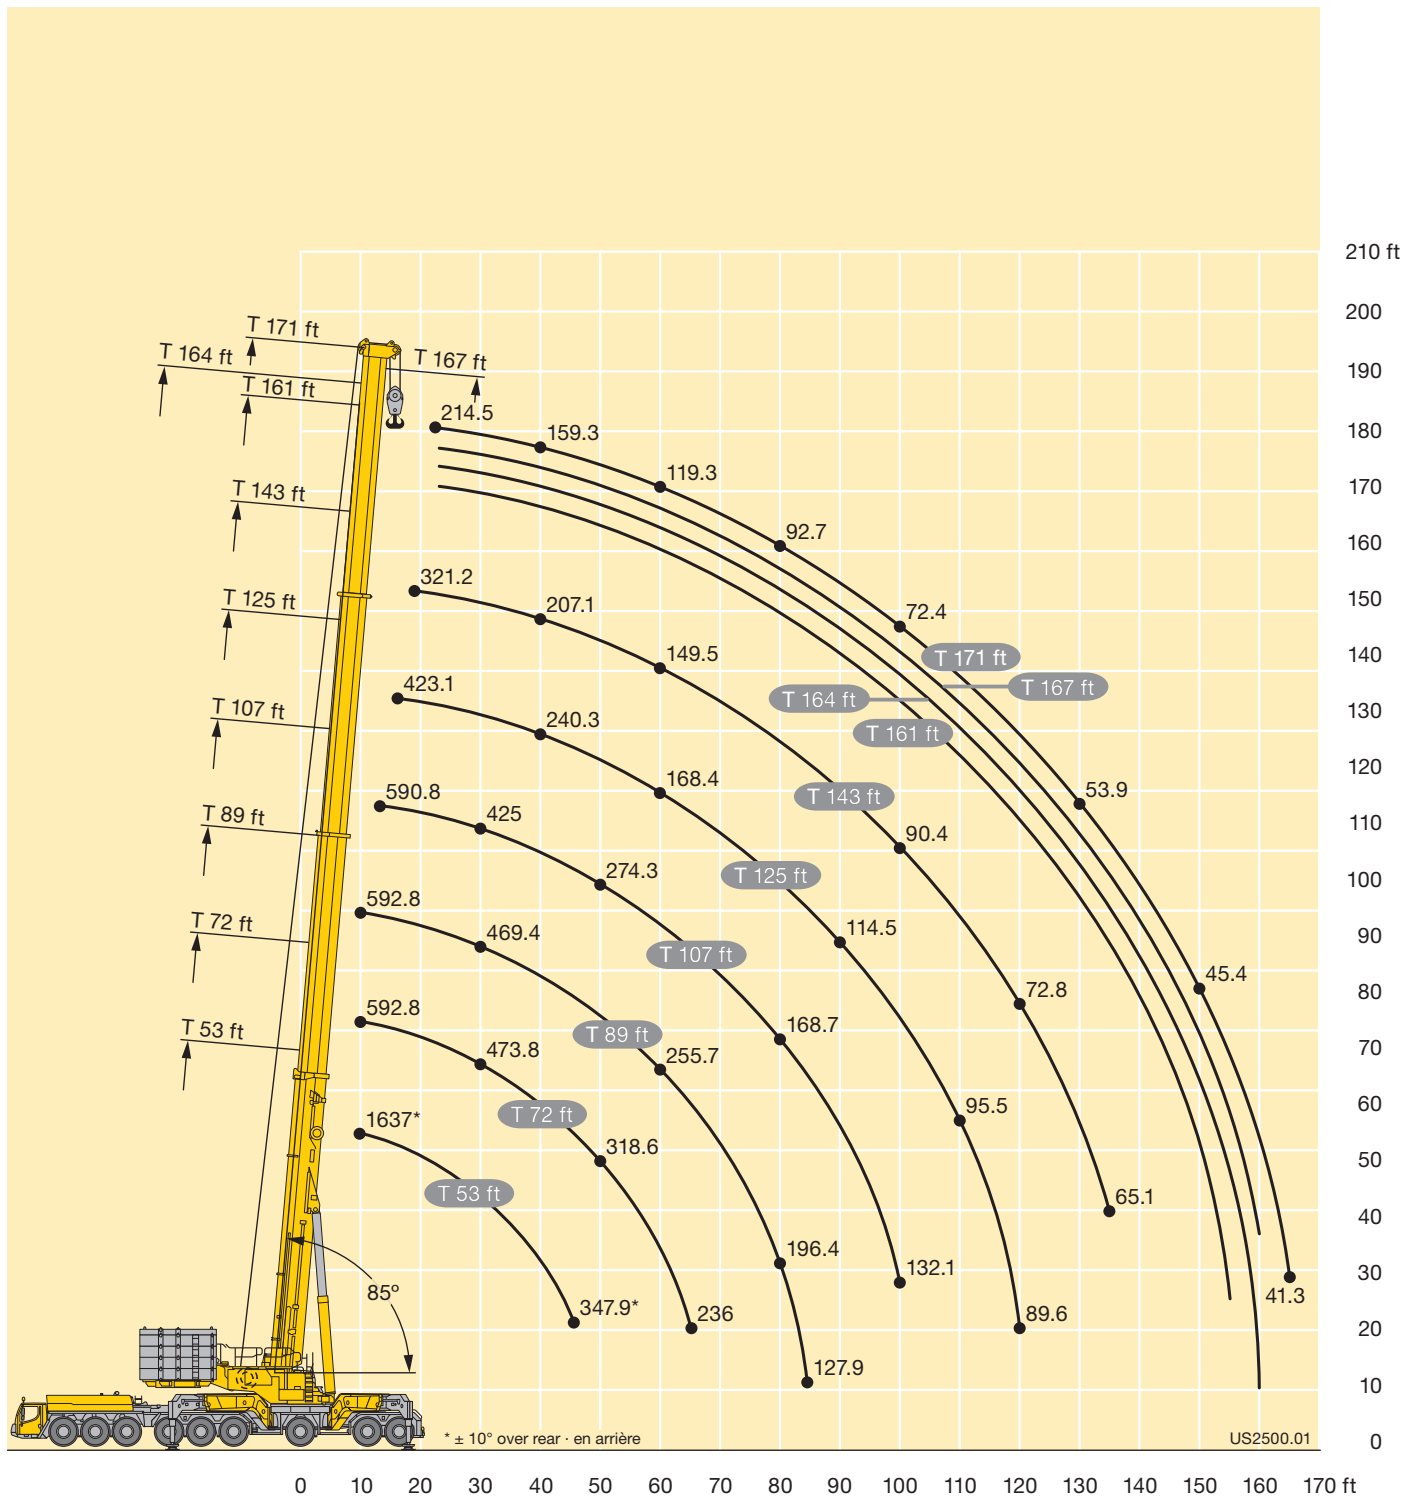 210 ft
200
T 171 ft
T 164 ft
T 167 ft
190
T 161 ft
214.5
180
159.3
119.3
170
T 143 ft
92.7
160
321.2
207.1
150
T 125 ft
72.4
149.5
140
T 171 ft
423.1
T 164 ft
T 167 ft
240.3
130
T 107 ft
T 161 ft
168.4
120
590.8
T 143 ft
53.9
T 89 ft
425
110
90.4
274.3
T 125 ft
100
592.8
T 72 ft
469.4
114.5
90
T 107 ft
45.4
592.8
72.8
80
T 53 ft
473.8
T 89 ft
168.7
255.7
70
1637*
T 72 ft
95.5
60
318.6
50
T 53 ft
65.1
40
196.4
132.1
30
85º
347.9*
236
89.6
41.3
20
127.9
10
* ± 10° over rear · en arrière
US2500.01
0
0 10 20 30 40 50 60 70 80 90 100 110 120 130 140 150 160 170 ft